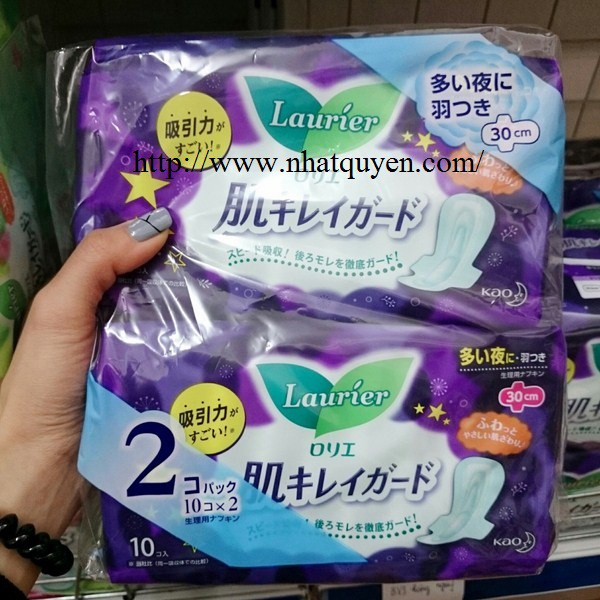 多い夜に
羽つき
30cm
吸引力が
すごい!※
Laurier
http://www.nhatquyen.com/
ロリエ
肌キレイガード
スピード吸収! 後ろモレを徹底ガード!
Kao
Laurier
多い夜に・羽つき
生理用ナプキン
30cm
吸引力が
すごい!※
ロリエ
ふわっと
やさしい肌ざわり
肌キレイガード
2コパック
10コ×2
生理用ナプキン
後ろモレを徹底ガード!
10コ入
Kao